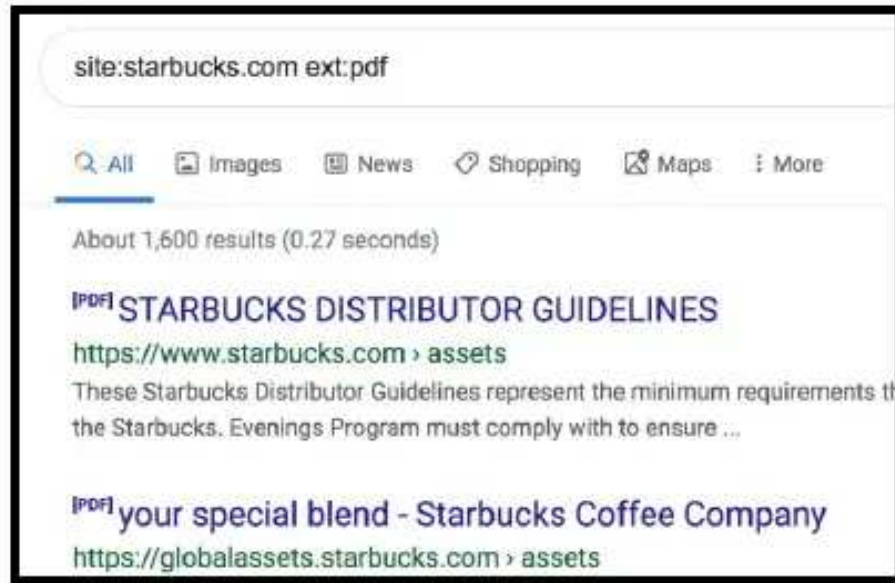 site:starbucks.com ext:pdf
All Images News Shopping Maps More
About 1,600 results (0.27 seconds)
[PDF] STARBUCKS DISTRIBUTOR GUIDELINES
https://www.starbucks.com › assets
These Starbucks Distributor Guidelines represent the minimum requirements
the Starbucks. Evenings Program must comply with to ensure ...
[PDF] your special blend - Starbucks Coffee Company
https://globalassets.starbucks.com › assets